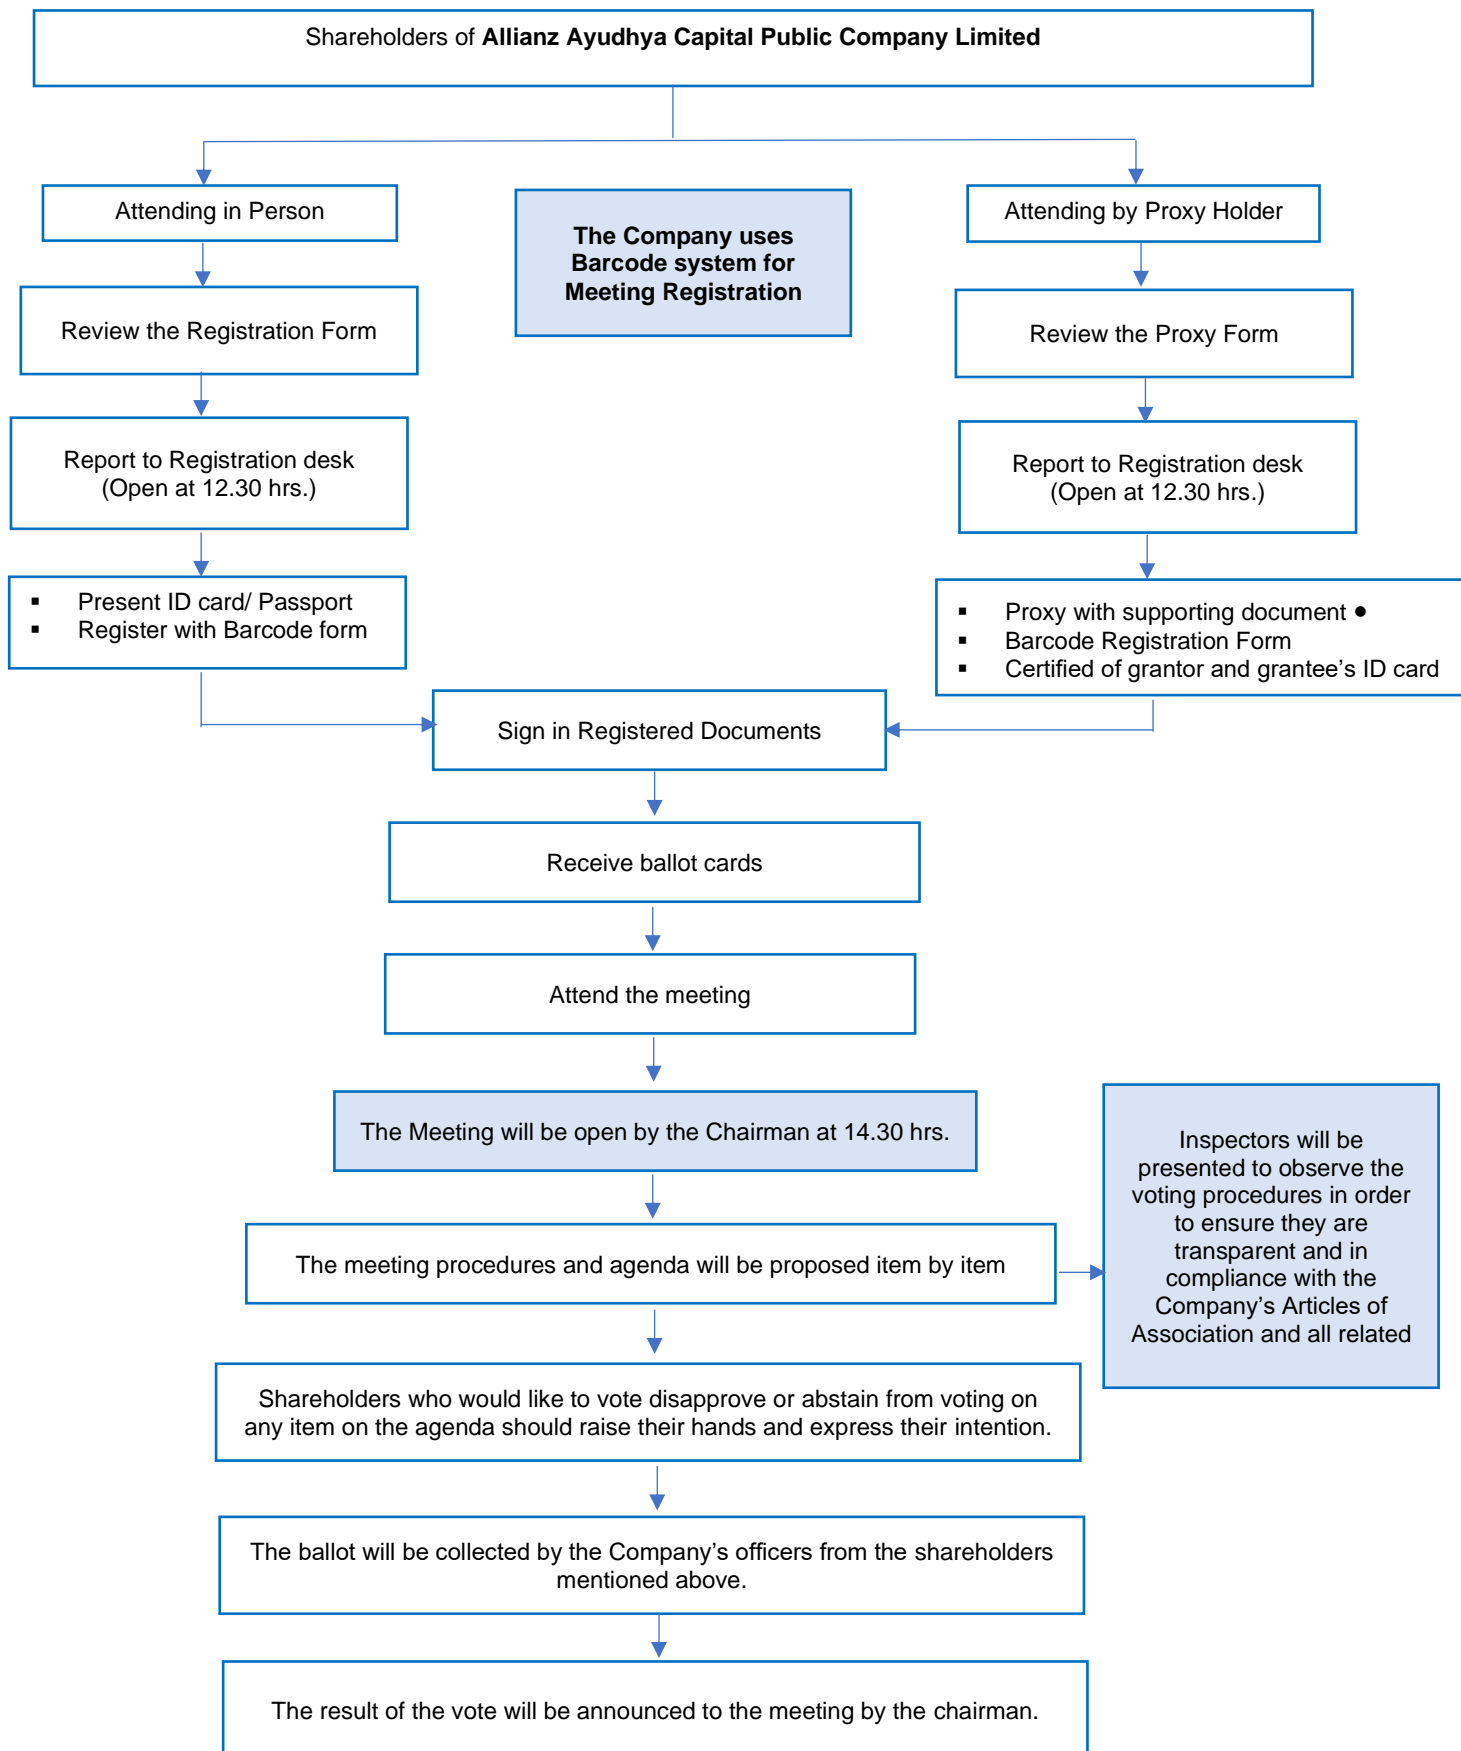 Shareholders of Allianz Ayudhya Capital Public Company Limited
Attending in Person
The Company uses
Barcode system for
Meeting Registration
Attending by Proxy Holder
Review the Registration Form
Review the Proxy Form
Report to Registration desk
(Open at 12.30 hrs.)
Report to Registration desk
(Open at 12.30 hrs.)
▪ Present ID card/ Passport
▪ Register with Barcode form
▪ Proxy with supporting document ●
▪ Barcode Registration Form
▪ Certified of grantor and grantee’s ID card
Sign in Registered Documents
Receive ballot cards
Attend the meeting
The Meeting will be open by the Chairman at 14.30 hrs.
Inspectors will be
presented to observe the
voting procedures in order
to ensure they are
transparent and in
compliance with the
Company’s Articles of
Association and all related
The meeting procedures and agenda will be proposed item by item
Shareholders who would like to vote disapprove or abstain from voting on
any item on the agenda should raise their hands and express their intention.
The ballot will be collected by the Company’s officers from the shareholders
mentioned above.
The result of the vote will be announced to the meeting by the chairman.